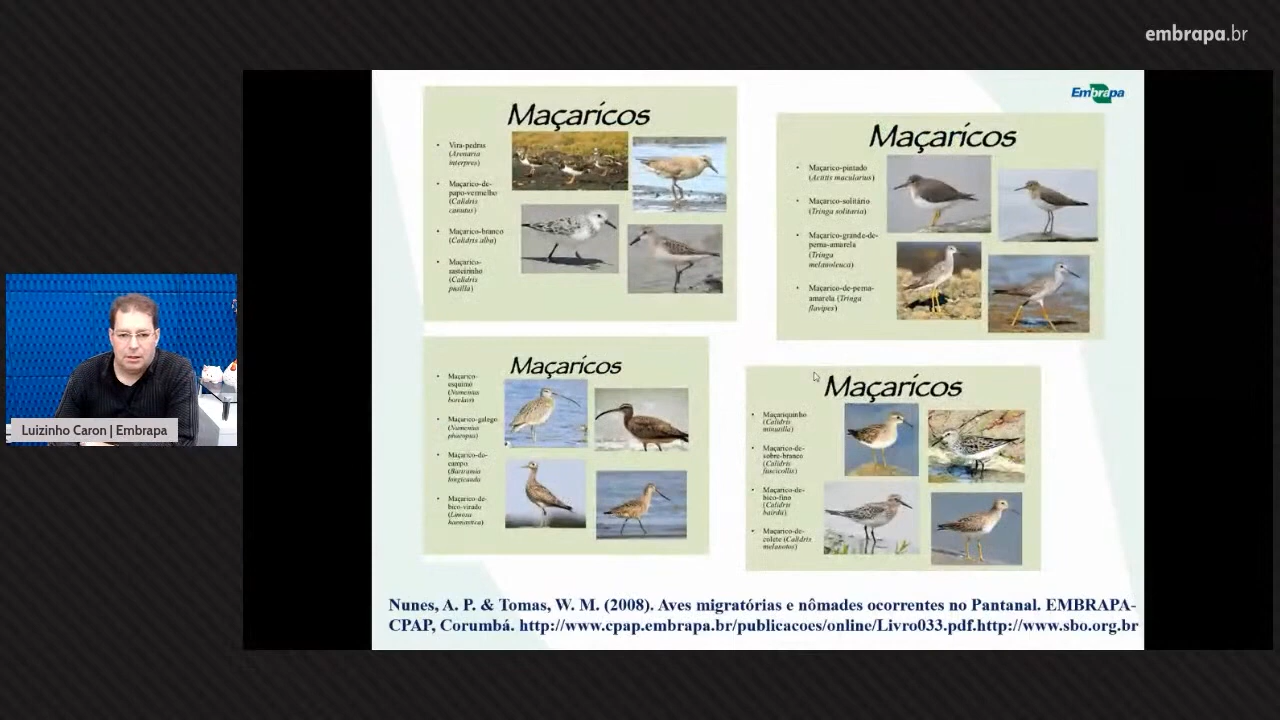 embrapa.br
Embrapa
Maçaricos
Vira-pedras
(Arenaria
interpres)
Maçarico-de-
papo-vermelho
(Calidris
canutus)
Maçarico-branco
(Calidris alba)
Maçarico-
rasteirinho
(Calidris
pusilla)
Maçaricos
Maçarico-pintado
(Actitis macularius)
Maçarico-solitário
(Tringa solitaria)
Maçarico-grande-de-
perna-amarela
(Tringa
melanoleuca)
Maçarico-de-perna-
amarela (Tringa
flavipes)
Maçaricos
Maçarico-
esquimó
(Numenius
borealis)
Maçarico-galego
(Numenius
phaeopus)
Maçarico-do-
campo
(Bartramia
longicauda
Maçarico-de-
bico-virado
(Limosa
haemastica)
Maçaricos
Maçariquinho
(Calidris
minutilla)
Maçarico-de-
sobre-branco
(Calidris
fuscicollis)
Maçarico-de-
bico-fino
(Calidris
bairdii)
Maçarico-de-
colete (Calidris
melanotos)
Nunes, A. P. & Tomas, W. M. (2008). Aves migratórias e nômades ocorrentes no Pantanal. EMBRAPA-
CPAP, Corumbá. http://www.cpap.embrapa.br/publicacoes/online/Livro033.pdf.http://www.sbo.org.br
Luizinho Caron | Embrapa